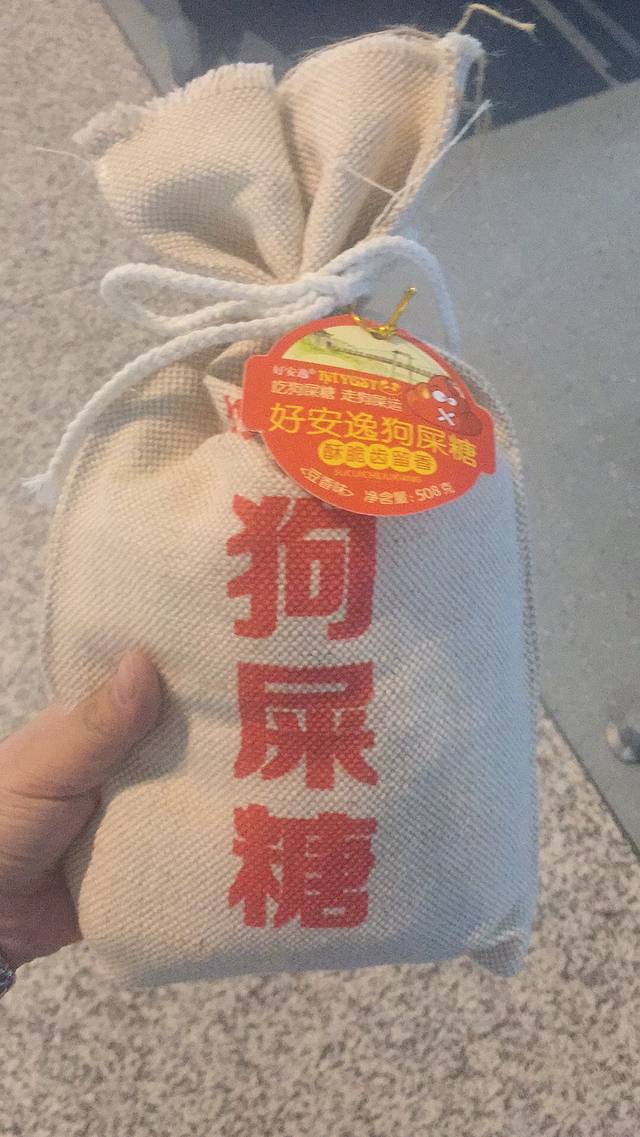 好安逸®
吃狗屎糖 走狗屎运
好安逸狗屎糖
酥脆齿留香
<豆香味> 净含量:508克
狗
屎
糖